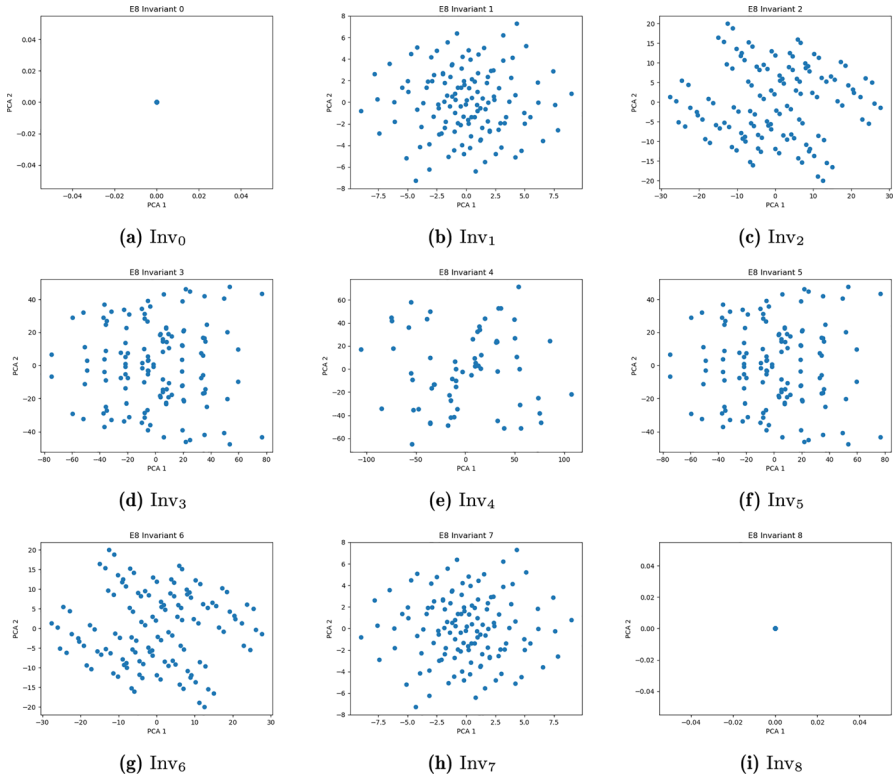 E8 Invariant 0
0.04
0.02
0.00
−0.02
−0.04
PCA 2
−0.04 −0.02 0.00 0.02 0.04
PCA 1
(a) Inv0
E8 Invariant 1
8
6
4
2
0
−2
−4
−6
−8
PCA 2
−7.5 −5.0 −2.5 0.0 2.5 5.0 7.5
PCA 1
(b) Inv1
E8 Invariant 2
20
15
10
5
0
−5
−10
−15
−20
PCA 2
−30 −20 −10 0 10 20 30
PCA 1
(c) Inv2
E8 Invariant 3
40
20
0
−20
−40
PCA 2
−80 −60 −40 −20 0 20 40 60 80
PCA 1
(d) Inv3
E8 Invariant 4
60
40
20
0
−20
−40
−60
PCA 2
−100 −50 0 50 100
PCA 1
(e) Inv4
E8 Invariant 5
40
20
0
−20
−40
PCA 2
−80 −60 −40 −20 0 20 40 60 80
PCA 1
(f) Inv5
E8 Invariant 6
20
15
10
5
0
−5
−10
−15
−20
PCA 2
−30 −20 −10 0 10 20 30
PCA 1
(g) Inv6
E8 Invariant 7
8
6
4
2
0
−2
−4
−6
−8
PCA 2
−7.5 −5.0 −2.5 0.0 2.5 5.0 7.5
PCA 1
(h) Inv7
E8 Invariant 8
0.04
0.02
0.00
−0.02
−0.04
PCA 2
−0.04 −0.02 0.00 0.02 0.04
PCA 1
(i) Inv8